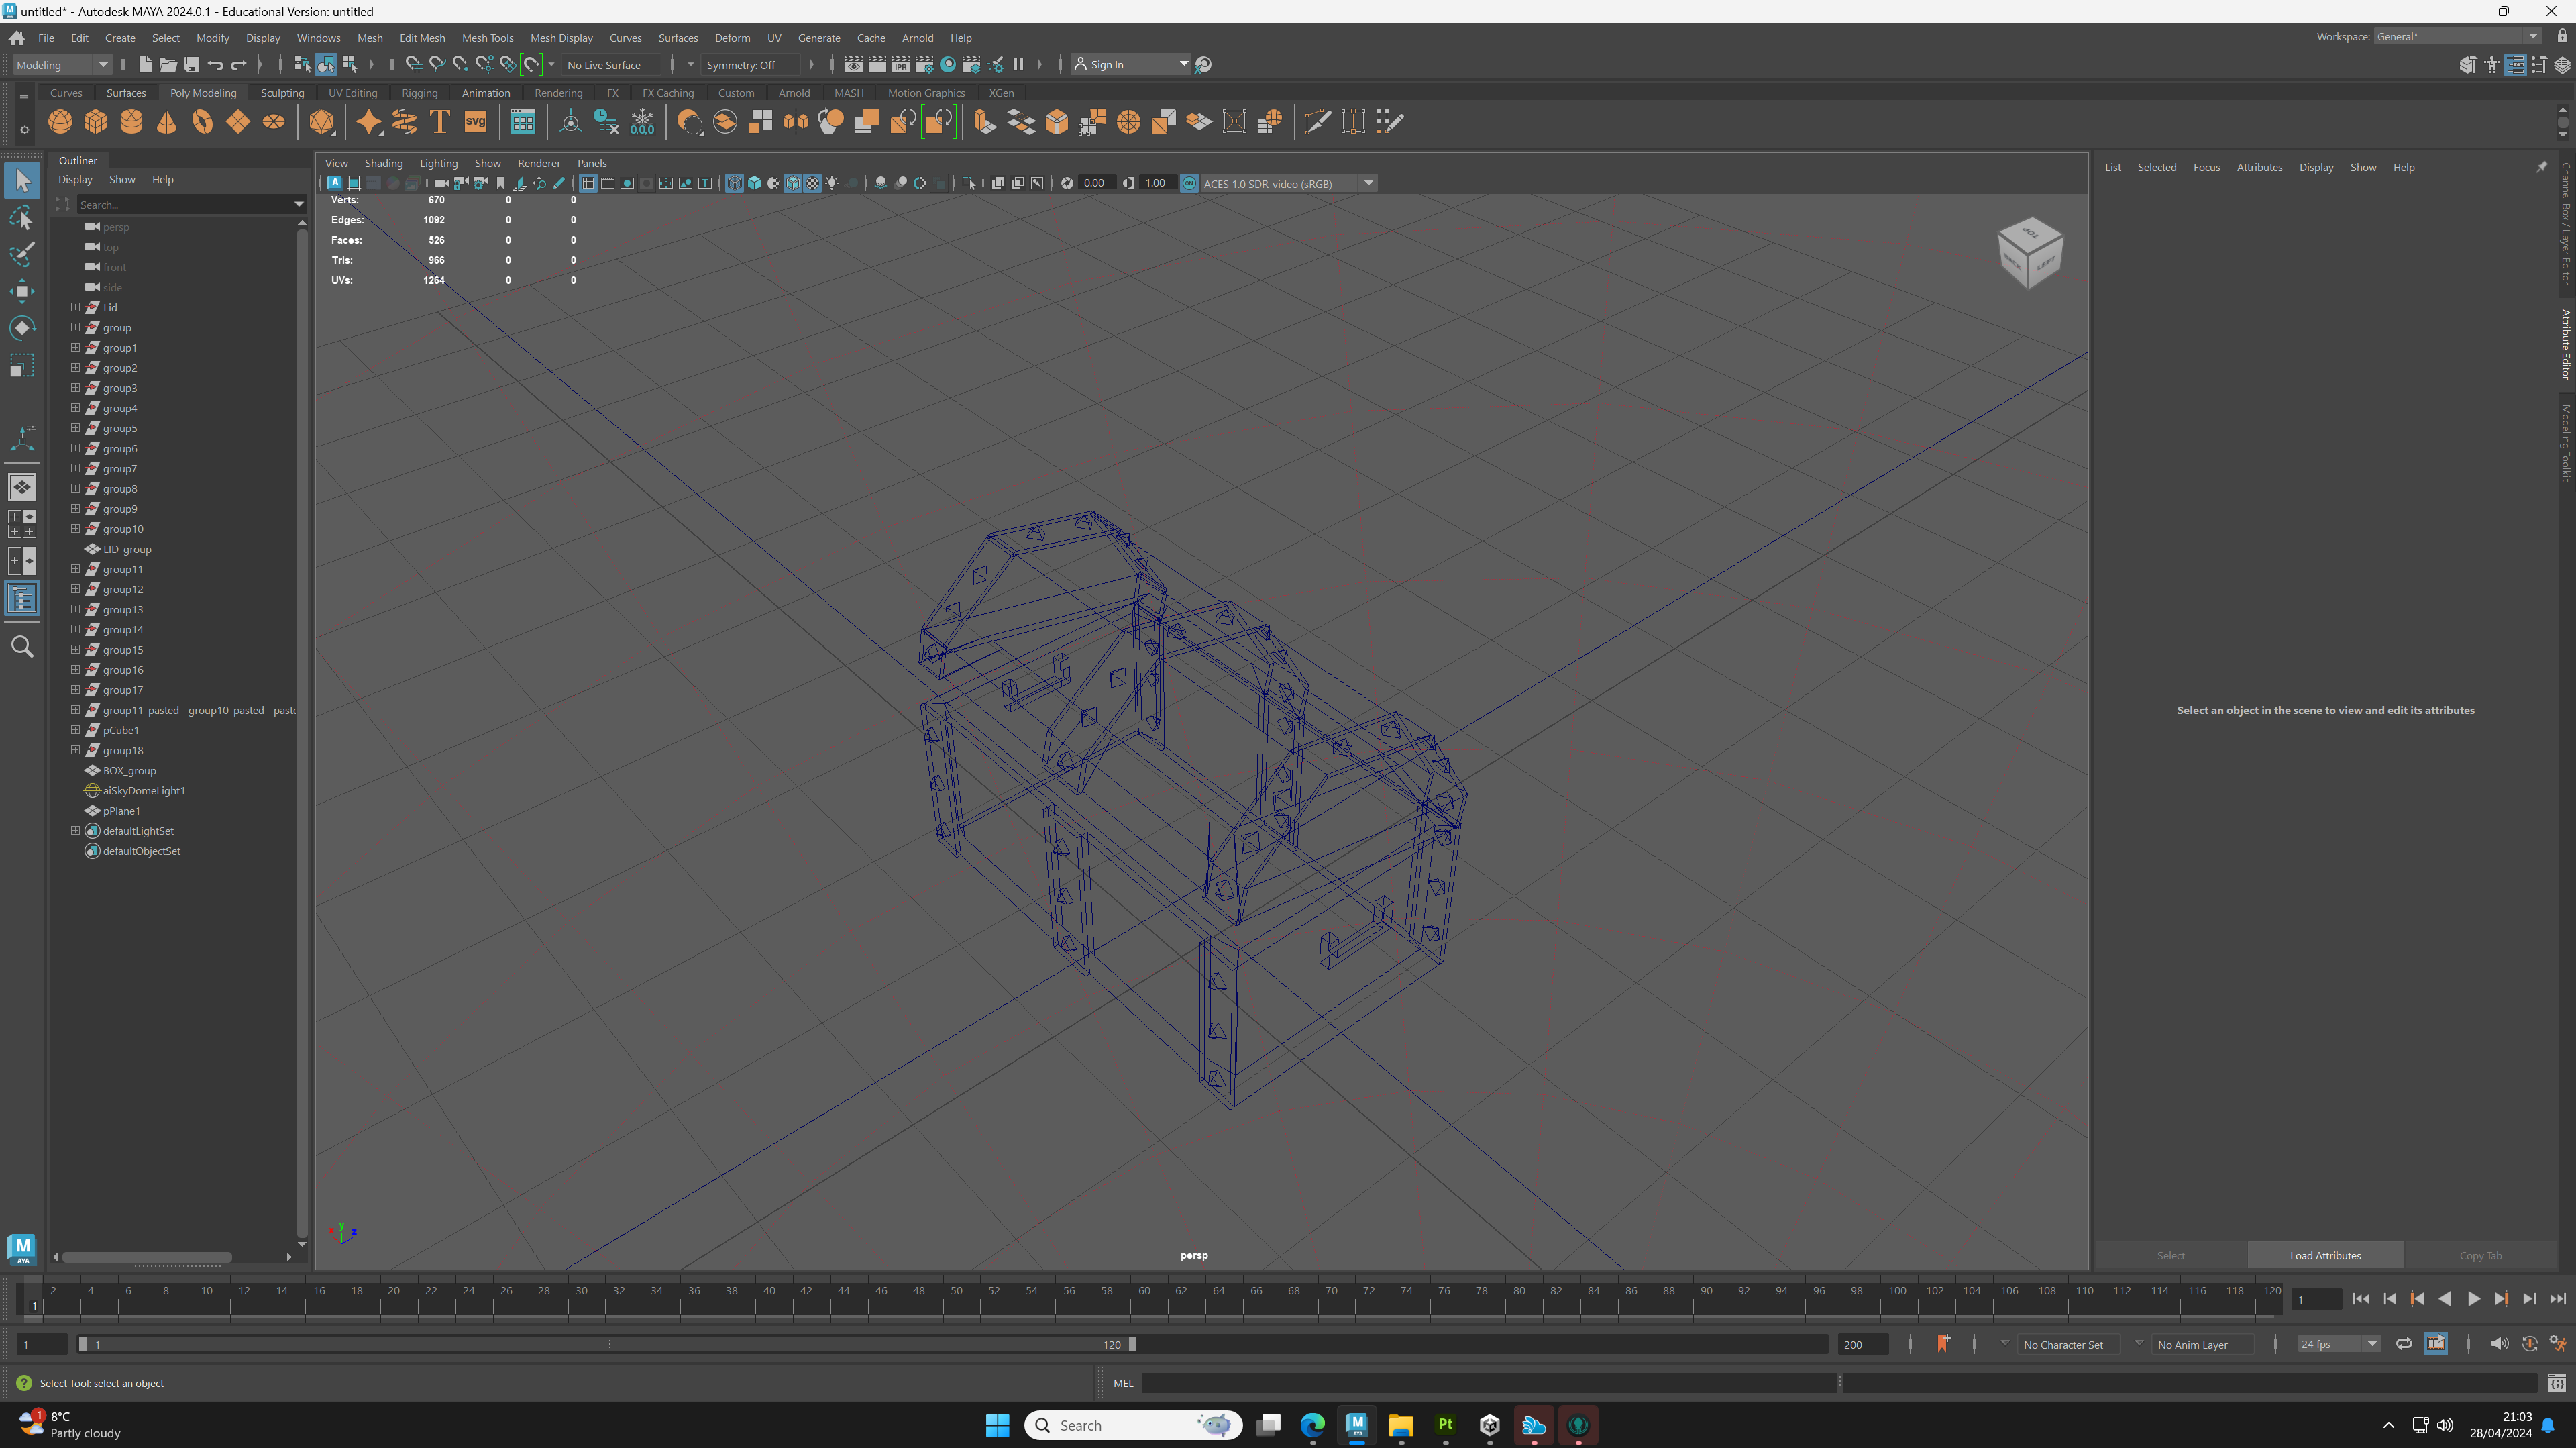 untitled* - Autodesk MAYA 2024.0.1 - Educational Version: untitled
File Edit Create Select Modify Display Windows Mesh Edit Mesh Mesh Tools Mesh Display Curves Surfaces Deform UV Generate Cache Arnold Help
Workspace: General*
Modeling
No Live Surface
Symmetry: Off
IPR
Sign In
Curves Surfaces Poly Modeling Sculpting UV Editing Rigging Animation Rendering FX FX Caching Custom Arnold MASH Motion Graphics XGen
T
SVG
0,0,0
Outliner
Display Show Help
Search...
persp
top
front
side
Lid
group
group1
group2
group3
group4
group5
group6
group7
group8
group9
group10
LID_group
group11
group12
group13
group14
group15
group16
group17
group11_pasted__group10_pasted__paste
pCube1
group18
BOX_group
aiSkyDomeLight1
pPlane1
defaultLightSet
defaultObjectSet
View Shading Lighting Show Renderer Panels
0.00
1.00
ON
ACES 1.0 SDR-video (sRGB)
Verts: 670 0 0
Edges: 1092 0 0
Faces: 526 0 0
Tris: 966 0 0
UVs: 1264 0 0
TOP
BACK
LEFT
x y z
persp
List Selected Focus Attributes Display Show Help
Select an object in the scene to view and edit its attributes
Select
Load Attributes
Copy Tab
Channel Box / Layer Editor
Attribute Editor
Modeling Toolkit
M
AYA
2 4 6 8 10 12 14 16 18 20 22 24 26 28 30 32 34 36 38 40 42 44 46 48 50 52 54 56 58 60 62 64 66 68 70 72 74 76 78 80 82 84 86 88 90 92 94 96 98 100 102 104 106 108 110 112 114 116 118 120
1
1
1
1
120
200
No Character Set
No Anim Layer
24 fps
Select Tool: select an object
MEL
1
8°C
Partly cloudy
Search
M
AYA
Pt
21:03
28/04/2024